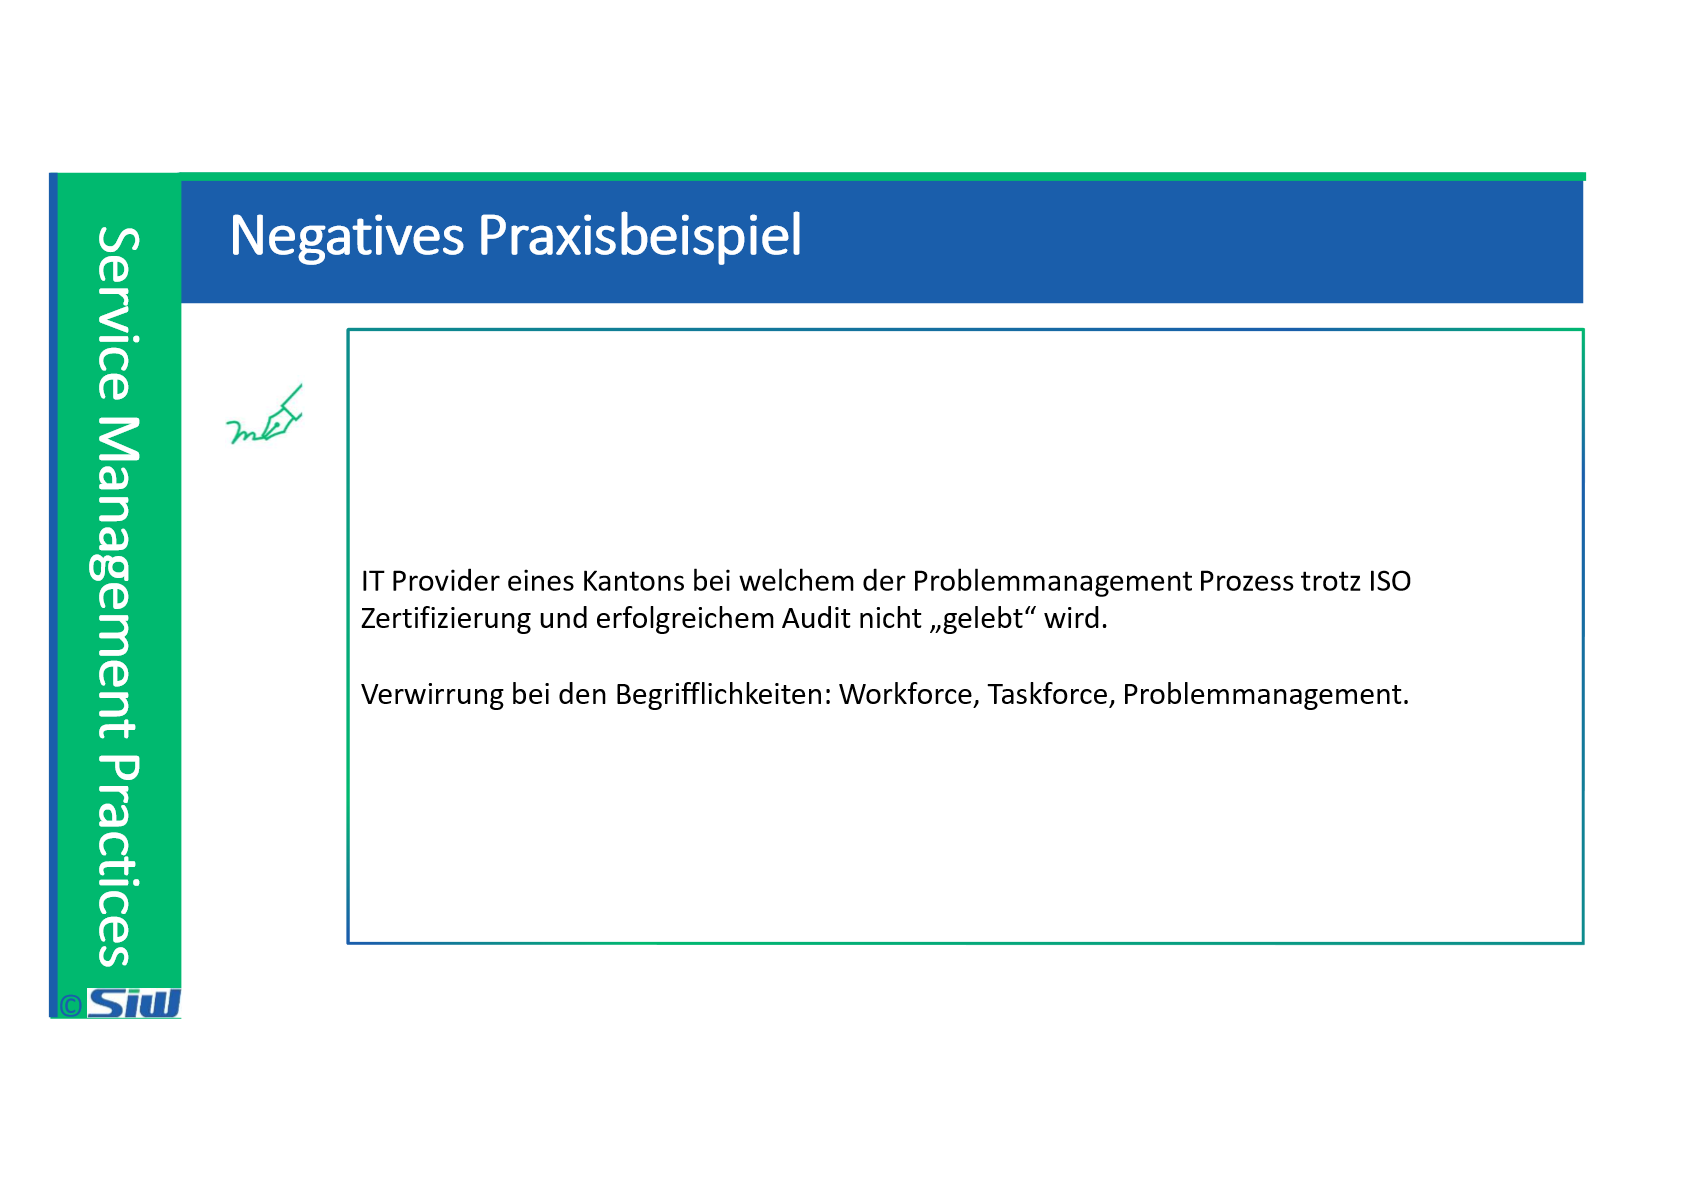 Negatives Praxisbeispiel
Service Management Practices
IT Provider eines Kantons bei welchem der Problemmanagement Prozess trotz ISO
Zertifizierung und erfolgreichem Audit nicht „gelebt“ wird.
Verwirrung bei den Begrifflichkeiten: Workforce, Taskforce, Problemmanagement.
© Siw